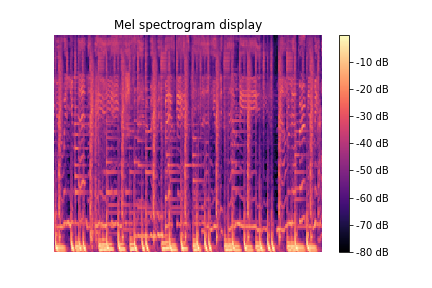 Mel spectrogram display
-10 dB
-20 dB
-30 dB
-40 dB
-50 dB
-60 dB
-70 dB
-80 dB